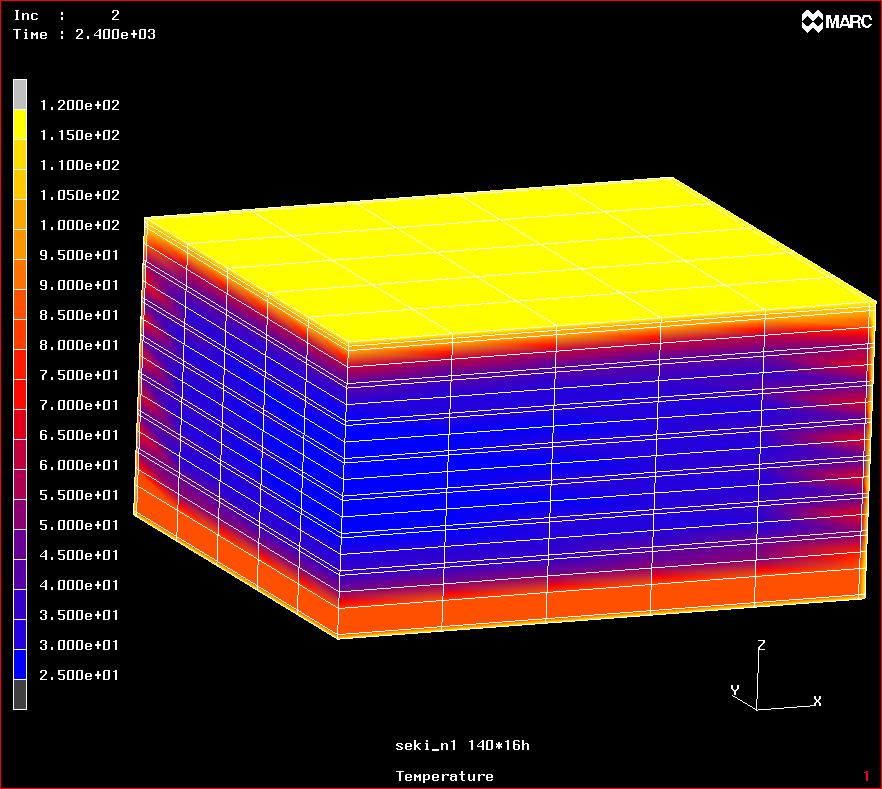 Inc  :      2
Time : 2.400e+03
MARC
1.200e+02
1.150e+02
1.100e+02
1.050e+02
1.000e+02
9.500e+01
9.000e+01
8.500e+01
8.000e+01
7.500e+01
7.000e+01
6.500e+01
6.000e+01
5.500e+01
5.000e+01
4.500e+01
4.000e+01
3.500e+01
3.000e+01
2.500e+01
Z
Y
X
seki_n1 140*16h
Temperature
1